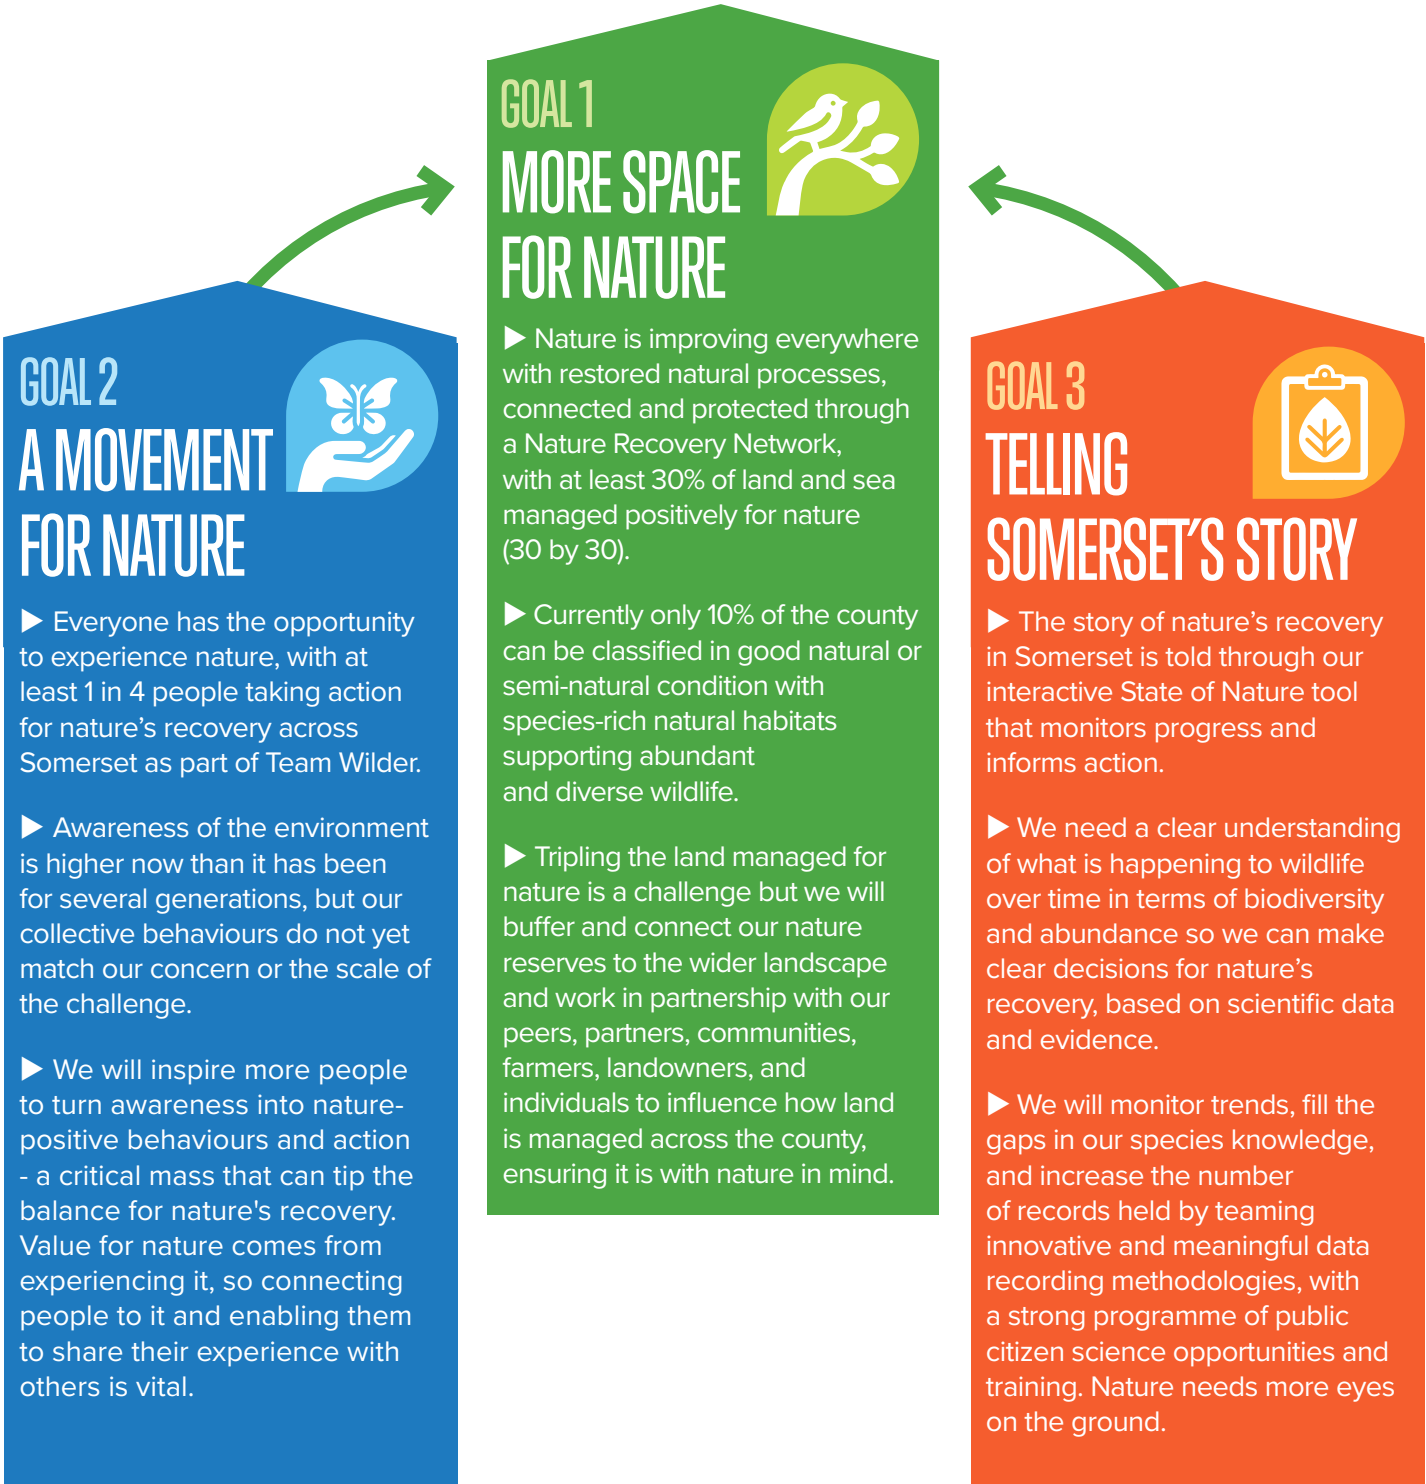 GOAL 1
MORE SPACE
FOR NATURE
▶ Nature is improving everywhere
with restored natural processes,
connected and protected through
a Nature Recovery Network,
with at least 30% of land and sea
managed positively for nature
(30 by 30).
▶ Currently only 10% of the county
can be classified in good natural or
semi-natural condition with
species-rich natural habitats
supporting abundant
and diverse wildlife.
▶ Tripling the land managed for
nature is a challenge but we will
buffer and connect our nature
reserves to the wider landscape
and work in partnership with our
peers, partners, communities,
farmers, landowners, and
individuals to influence how land
is managed across the county,
ensuring it is with nature in mind.
GOAL 2
A MOVEMENT
FOR NATURE
▶ Everyone has the opportunity
to experience nature, with at
least 1 in 4 people taking action
for nature’s recovery across
Somerset as part of Team Wilder.
▶ Awareness of the environment
is higher now than it has been
for several generations, but our
collective behaviours do not yet
match our concern or the scale of
the challenge.
▶ We will inspire more people
to turn awareness into nature-
positive behaviours and action
- a critical mass that can tip the
balance for nature's recovery.
Value for nature comes from
experiencing it, so connecting
people to it and enabling them
to share their experience with
others is vital.
GOAL 3
TELLING
SOMERSET’S STORY
▶ The story of nature’s recovery
in Somerset is told through our
interactive State of Nature tool
that monitors progress and
informs action.
▶ We need a clear understanding
of what is happening to wildlife
over time in terms of biodiversity
and abundance so we can make
clear decisions for nature’s
recovery, based on scientific data
and evidence.
▶ We will monitor trends, fill the
gaps in our species knowledge,
and increase the number
of records held by teaming
innovative and meaningful data
recording methodologies, with
a strong programme of public
citizen science opportunities and
training. Nature needs more eyes
on the ground.